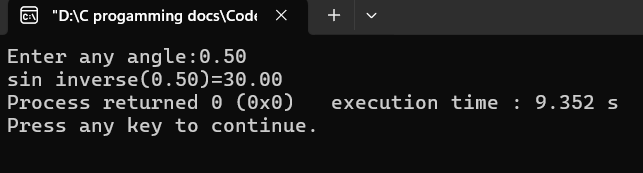 "D:\C progamming docs\Code
Enter any angle:0.50
sin inverse(0.50)=30.00
Process returned 0 (0x0)   execution time : 9.352 s
Press any key to continue.